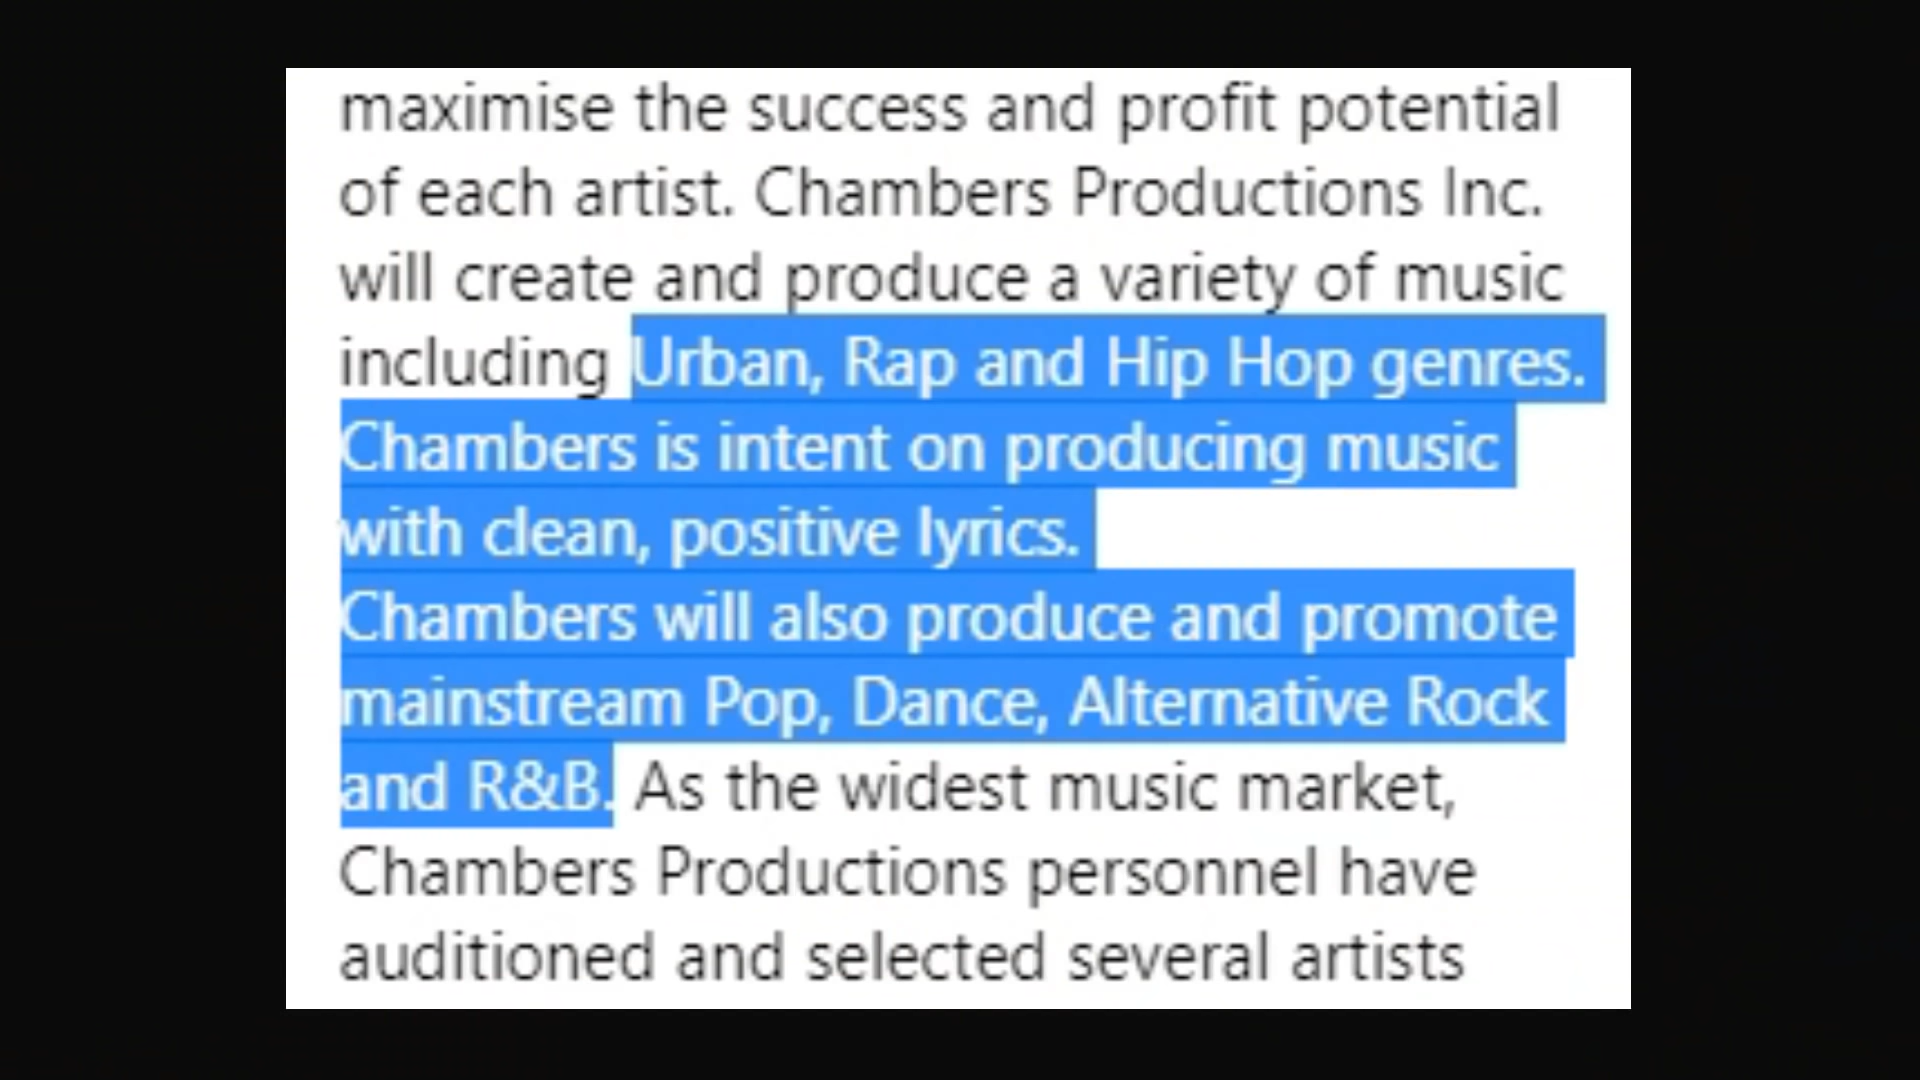 maximise the success and profit potential
of each artist. Chambers Productions Inc.
will create and produce a variety of music
including Urban, Rap and Hip Hop genres.
Chambers is intent on producing music
with clean, positive lyrics.
Chambers will also produce and promote
mainstream Pop, Dance, Alternative Rock
and R&B. As the widest music market,
Chambers Productions personnel have
auditioned and selected several artists